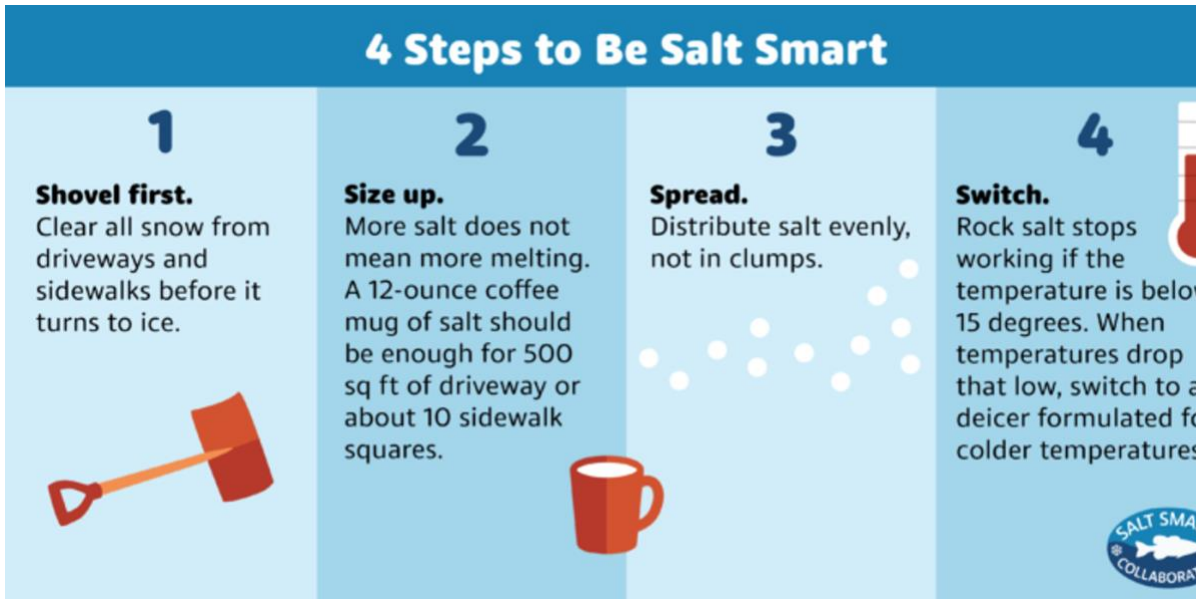 4 Steps to Be Salt Smart
1
Shovel first.
Clear all snow from
driveways and
sidewalks before it
turns to ice.
2
Size up.
More salt does not
mean more melting.
A 12-ounce coffee
mug of salt should
be enough for 500
sq ft of driveway or
about 10 sidewalk
squares.
3
Spread.
Distribute salt evenly,
not in clumps.
4
Switch.
Rock salt stops
working if the
temperature is
15 degrees. When
temperatures drop
that low, switch to
deicer formulated
colder temperatures
SALT